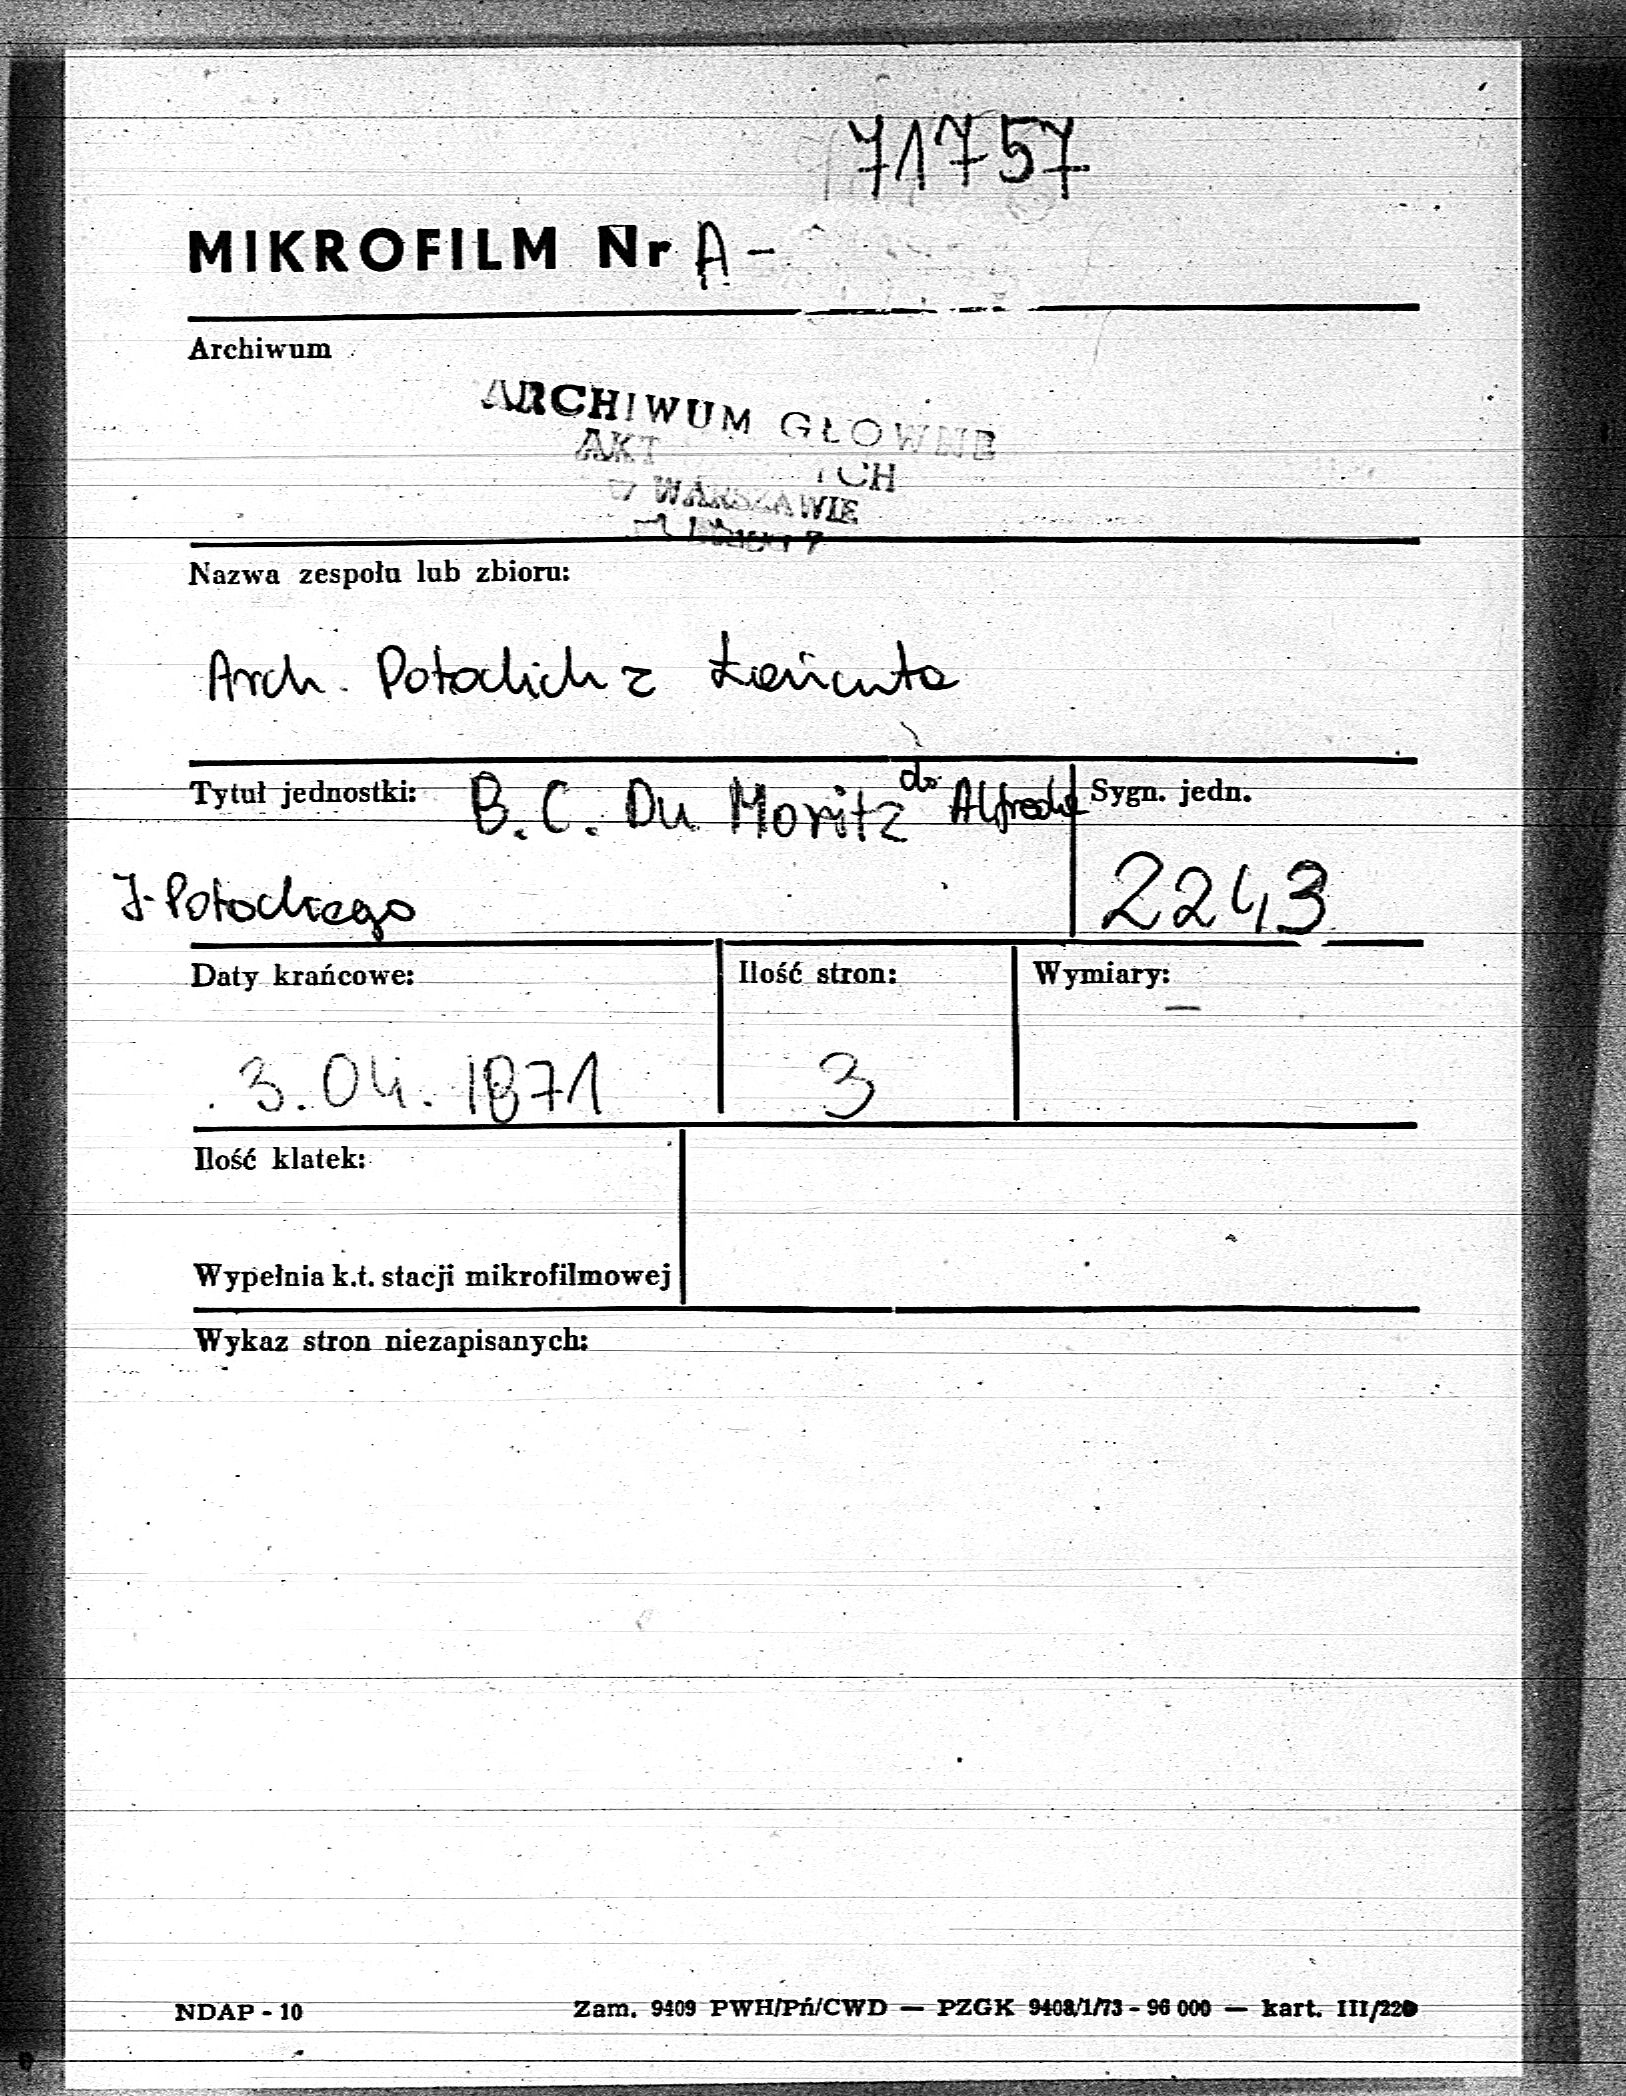 71757
MIKROFILM Nr A-
Archiwum
ARCHIWUM GŁOWNE
AKT
W WARSZAWIE
Nazwa zespołu lub zbioru:
Arch. Potockich z Łańcuta
do
Tytuł jednostki: B.C. Du Moritz Alfreda Sygn. jedn.
J. Potockiego 2243
Daty krańcowe: Ilość stron: Wymiary:
3.04.1871 3 —
Ilość klatek:
Wypełnia k.t. stacji mikrofilmowej
Wykaz stron niezapisanych:
NDAP - 10 Zam. 9409 PWH/Pń/CWD — PZGK 9408/1/73 - 96 000 — kart. III/220